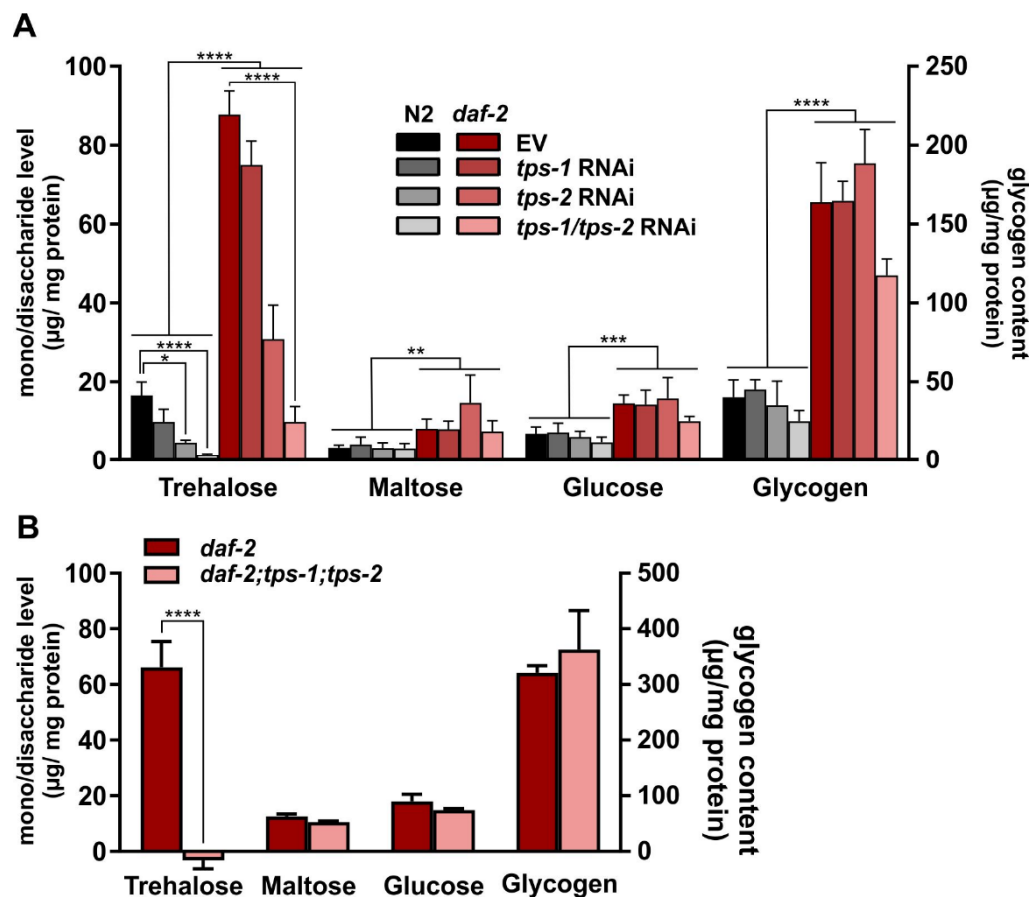 A
mono/disaccharide level
(µg/ mg protein)
100
80
60
40
20
0
****
****
****
*
N2 daf-2
EV
tps-1 RNAi
tps-2 RNAi
tps-1/tps-2 RNAi
**
***
****
250
200
150
100
50
0
glycogen content
(µg/mg protein)
Trehalose Maltose Glucose Glycogen
B
daf-2
daf-2;tps-1;tps-2
mono/disaccharide level
(µg/ mg protein)
100
80
60
40
20
0
****
500
400
300
200
100
0
glycogen content
(µg/mg protein)
Trehalose Maltose Glucose Glycogen